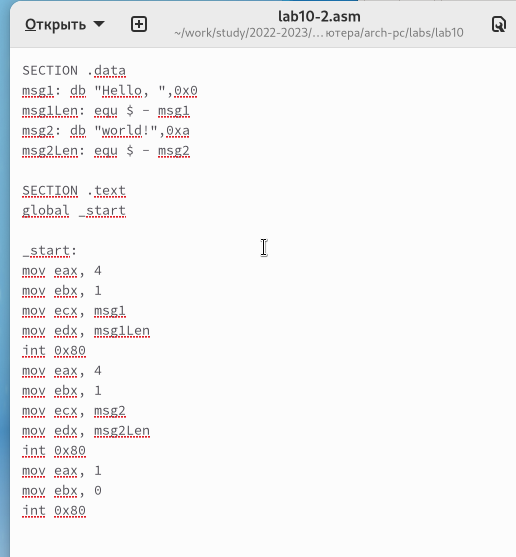 Открыть
lab10-2.asm
~/work/study/2022-2023/…ютера/arch-pc/labs/lab10
SECTION .data
msg1: db "Hello, ",0x0
msg1Len: equ $ - msg1
msg2: db "world!",0xa
msg2Len: equ $ - msg2
SECTION .text
global _start
_start:
mov eax, 4
mov ebx, 1
mov ecx, msg1
mov edx, msg1Len
int 0x80
mov eax, 4
mov ebx, 1
mov ecx, msg2
mov edx, msg2Len
int 0x80
mov eax, 1
mov ebx, 0
int 0x80